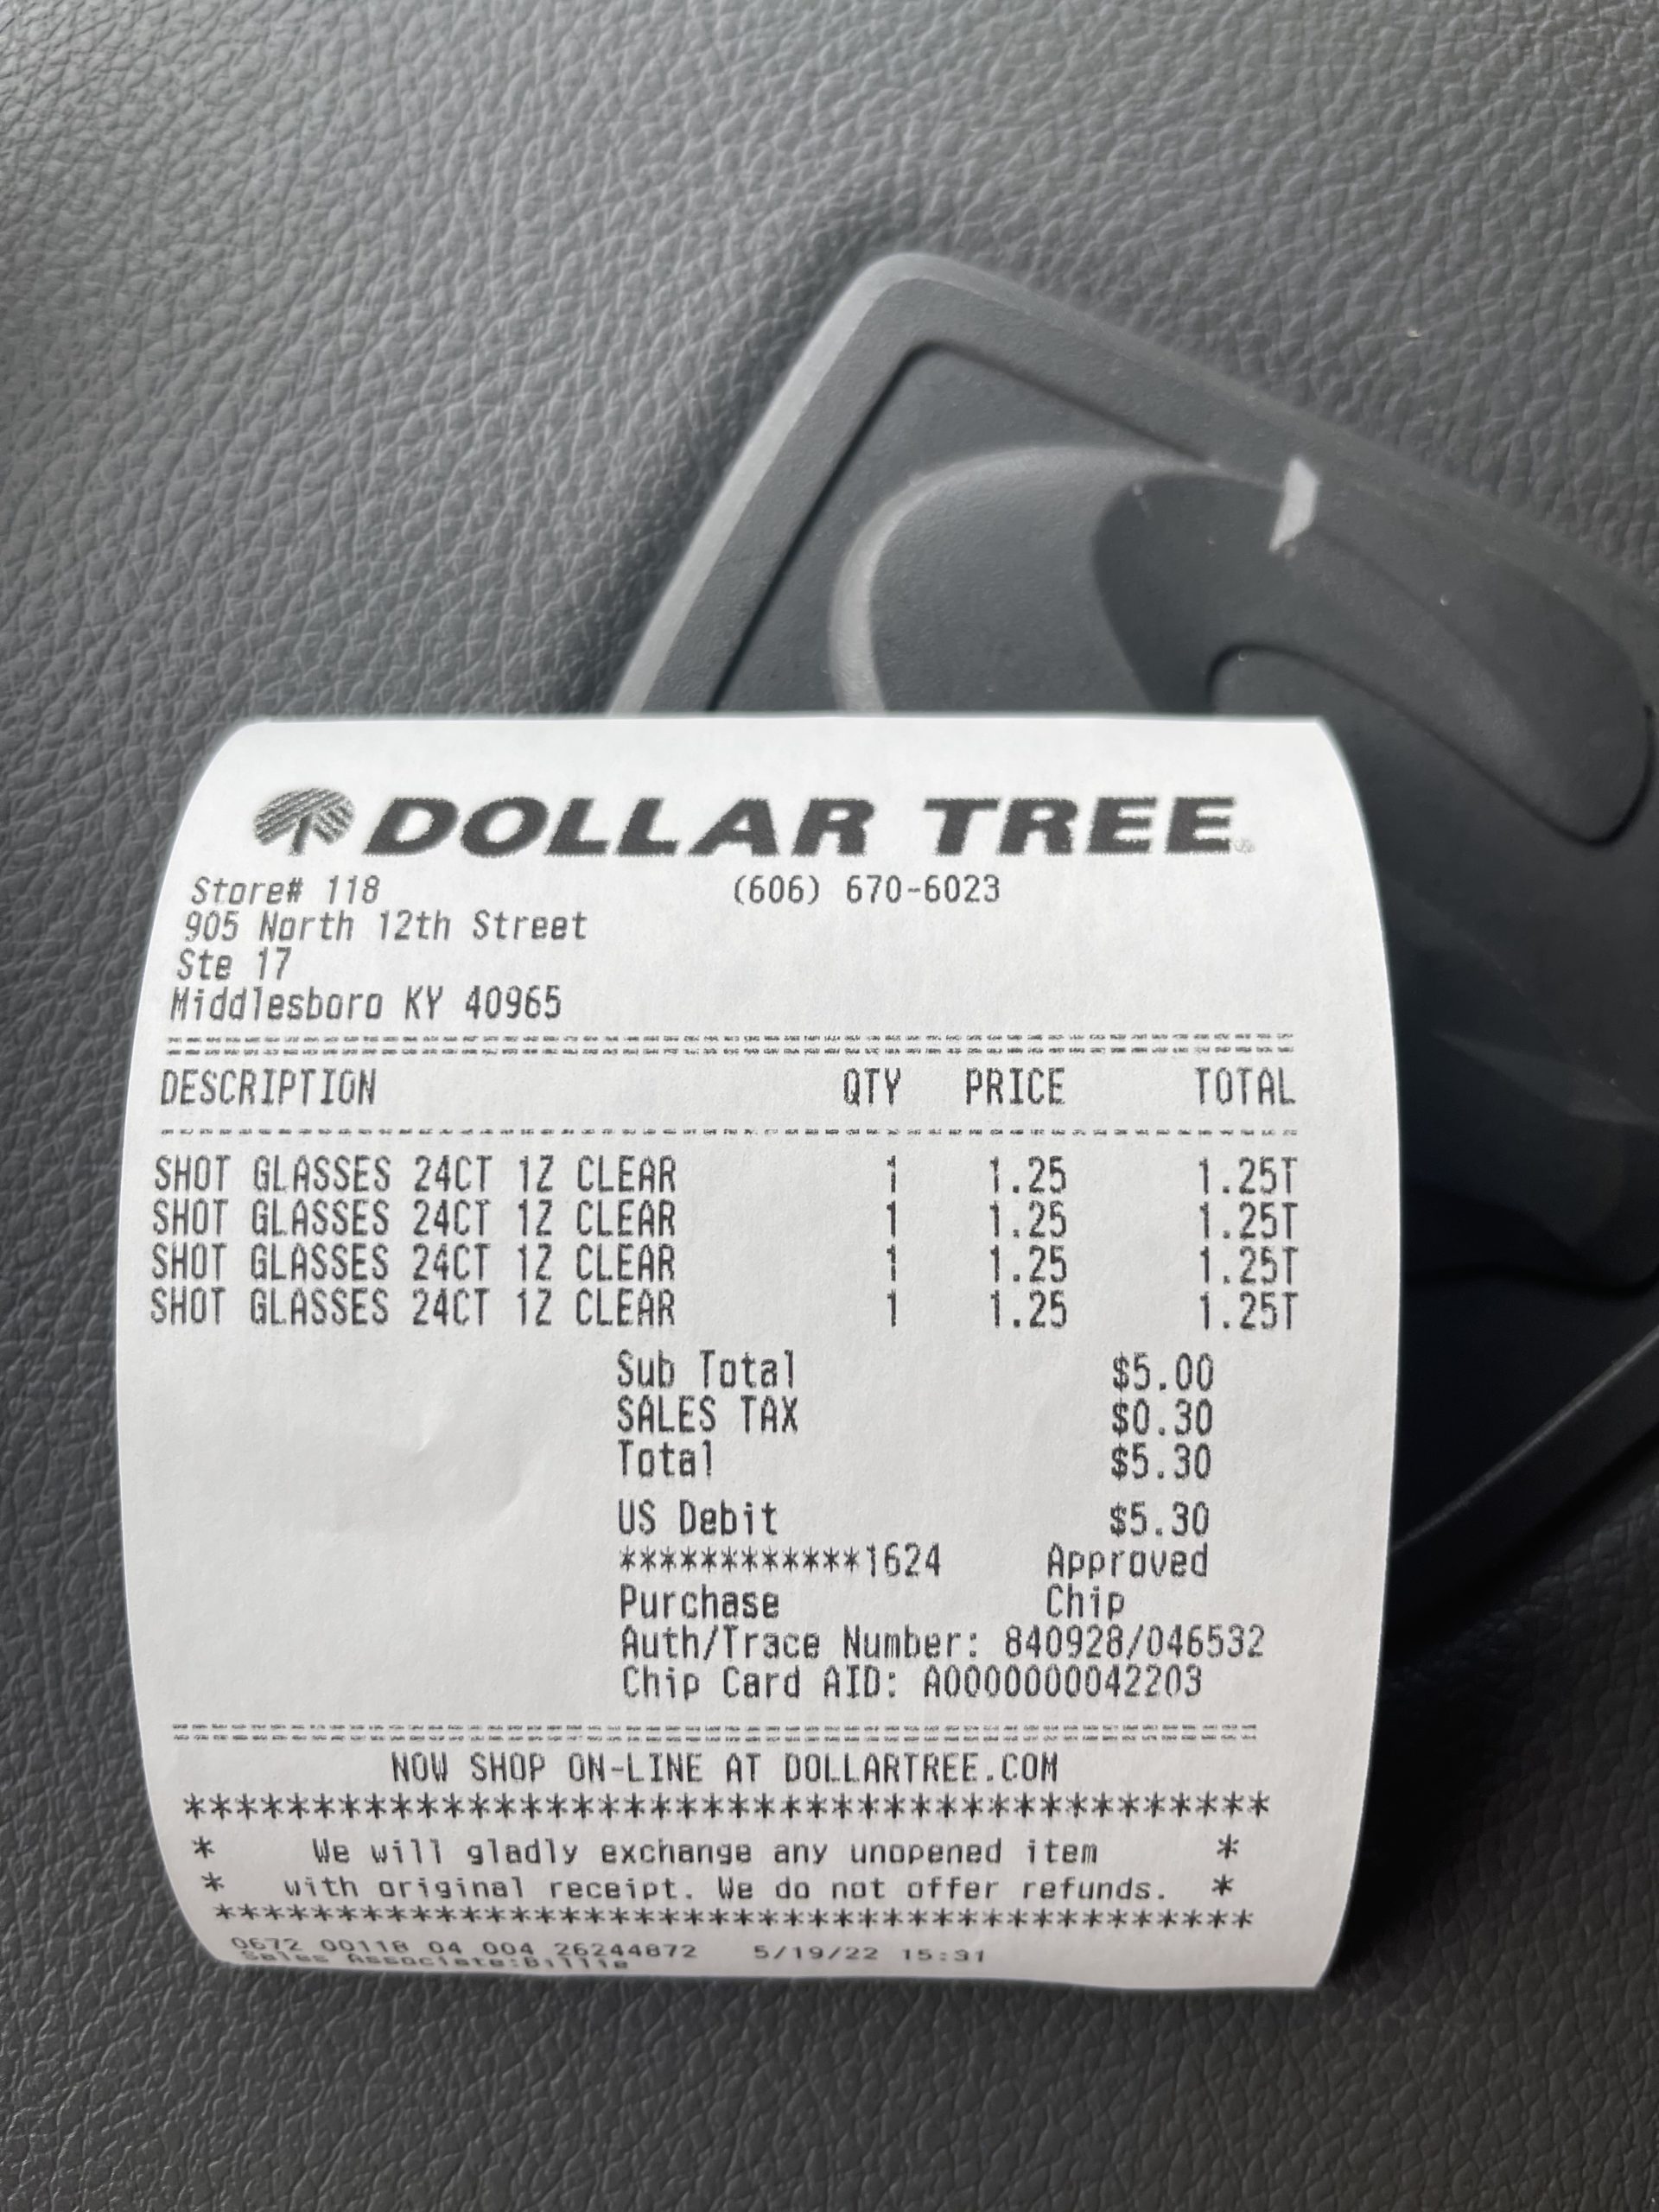 DOLLAR TREE
Store# 118 (606) 670-6023
905 North 12th Street
Ste 17
Middlesboro KY 40965
DESCRIPTION QTY PRICE TOTAL
SHOT GLASSES 24CT 1Z CLEAR 1 1.25 1.25T
SHOT GLASSES 24CT 1Z CLEAR 1 1.25 1.25T
SHOT GLASSES 24CT 1Z CLEAR 1 1.25 1.25T
SHOT GLASSES 24CT 1Z CLEAR 1 1.25 1.25T
Sub Total $5.00
SALES TAX $0.30
Total $5.30
US Debit $5.30
************1624 Approved
Purchase Chip
Auth/Trace Number: 840928/046532
Chip Card AID: A0000000042203
NOW SHOP ON-LINE AT DOLLARTREE.COM
******************************************
* We will gladly exchange any unopened item *
* with original receipt. We do not offer refunds. *
******************************************
0672 00118 04 004 26244872 5/19/22 15:31
Sales Associate:Billie